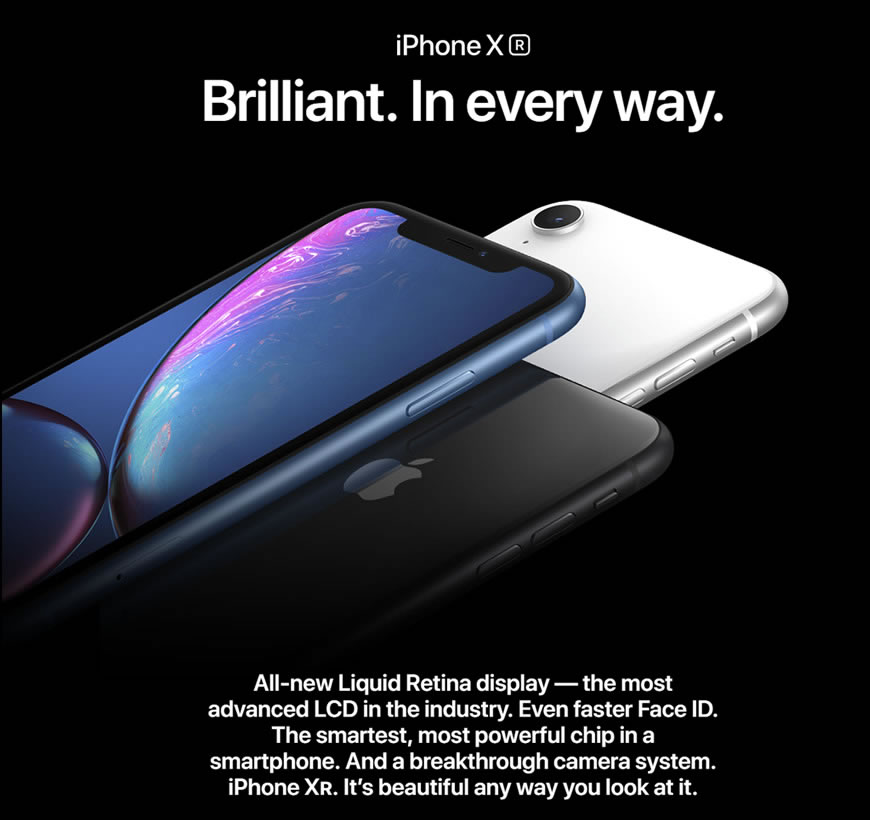 iPhone X R
Brilliant. In every way.
All-new Liquid Retina display — the most
advanced LCD in the industry. Even faster Face ID.
The smartest, most powerful chip in a
smartphone. And a breakthrough camera system.
iPhone XR. It’s beautiful any way you look at it.